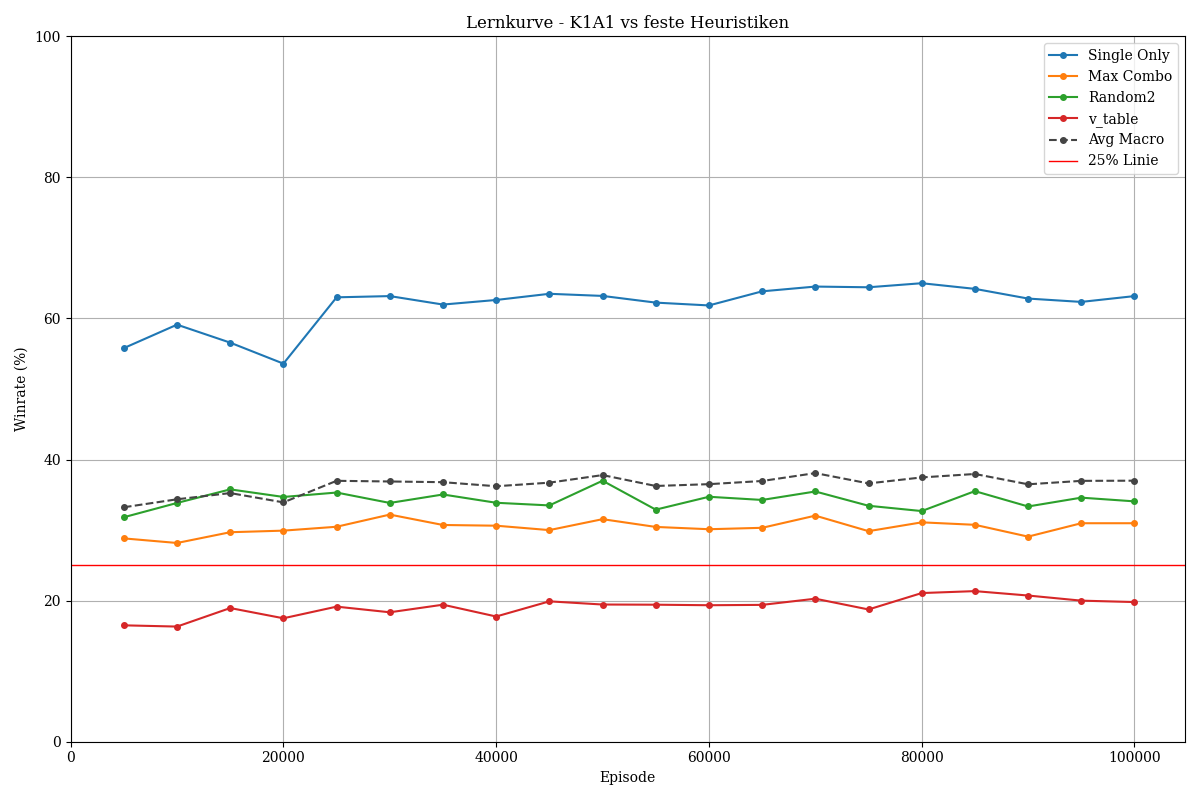 Lernkurve - K1A1 vs feste Heuristiken
Winrate (%)
100
80
60
40
20
0
Single Only
Max Combo
Random2
v_table
Avg Macro
25% Linie
0 20000 40000 60000 80000 100000
Episode